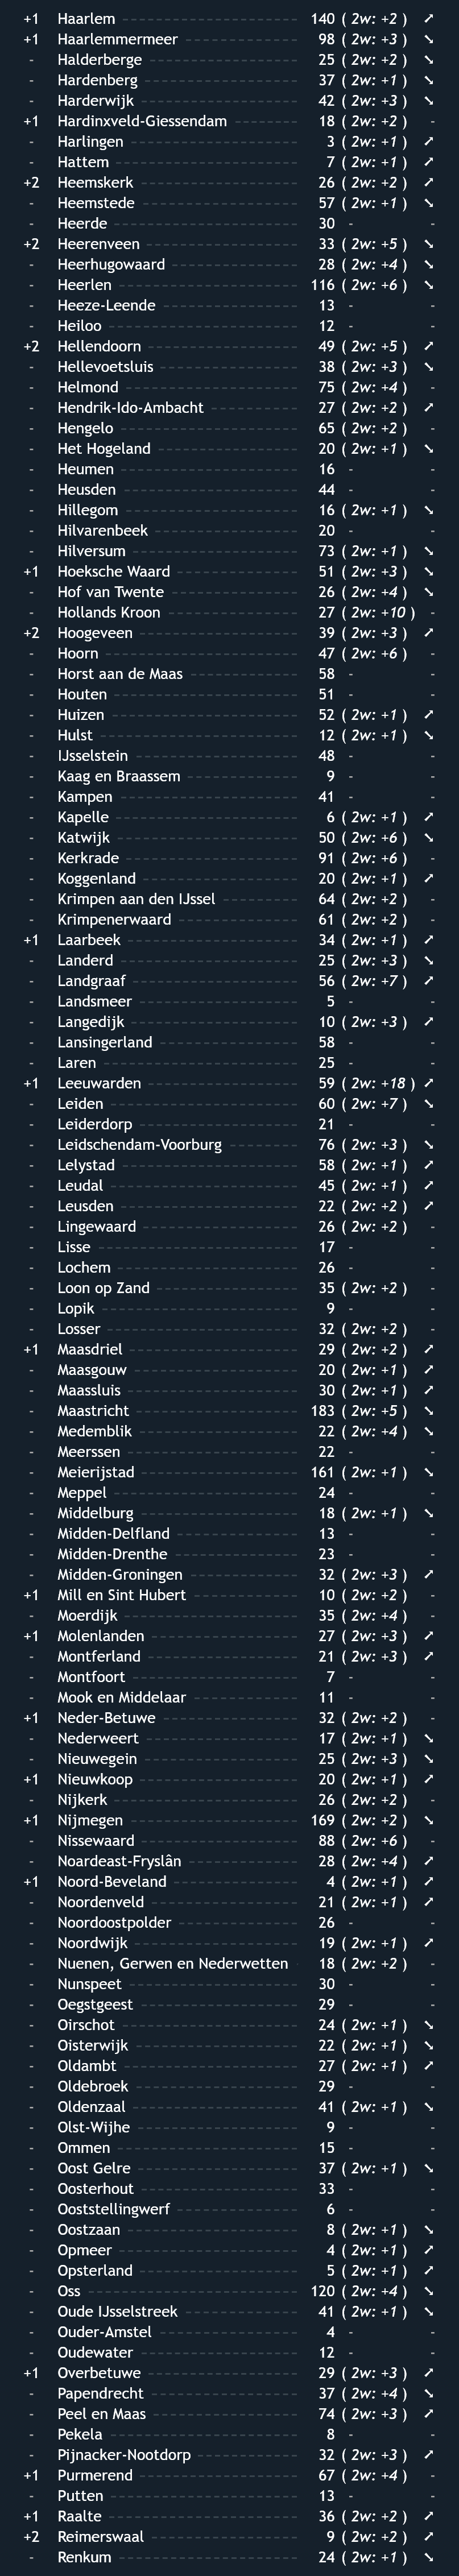 +1 Haarlem 140 ( 2w: +2 ) ↗
+1 Haarlemmermeer 98 ( 2w: +3 ) ↘
- Halderberge 25 ( 2w: +2 ) ↘
- Hardenberg 37 ( 2w: +1 ) ↘
- Harderwijk 42 ( 2w: +3 ) ↘
+1 Hardinxveld-Giessendam 18 ( 2w: +2 ) -
- Harlingen 3 ( 2w: +1 ) ↗
- Hattem 7 ( 2w: +1 ) ↗
+2 Heemskerk 26 ( 2w: +2 ) ↗
- Heemstede 57 ( 2w: +1 ) ↘
- Heerde 30 - -
+2 Heerenveen 33 ( 2w: +5 ) ↘
- Heerhugowaard 28 ( 2w: +4 ) ↘
- Heerlen 116 ( 2w: +6 ) ↘
- Heeze-Leende 13 - -
- Heiloo 12 - -
+2 Hellendoorn 49 ( 2w: +5 ) ↗
- Hellevoetsluis 38 ( 2w: +3 ) ↘
- Helmond 75 ( 2w: +4 ) -
- Hendrik-Ido-Ambacht 27 ( 2w: +2 ) ↗
- Hengelo 65 ( 2w: +2 ) -
- Het Hogeland 20 ( 2w: +1 ) ↘
- Heumen 16 - -
- Heusden 44 - -
- Hillegom 16 ( 2w: +1 ) ↘
- Hilvarenbeek 20 - -
- Hilversum 73 ( 2w: +1 ) ↘
+1 Hoeksche Waard 51 ( 2w: +3 ) ↘
- Hof van Twente 26 ( 2w: +4 ) ↘
- Hollands Kroon 27 ( 2w: +10 ) -
+2 Hoogeveen 39 ( 2w: +3 ) ↗
- Hoorn 47 ( 2w: +6 ) -
- Horst aan de Maas 58 - -
- Houten 51 - -
- Huizen 52 ( 2w: +1 ) ↗
- Hulst 12 ( 2w: +1 ) ↘
- IJsselstein 48 - -
- Kaag en Braassem 9 - -
- Kampen 41 - -
- Kapelle 6 ( 2w: +1 ) ↗
- Katwijk 50 ( 2w: +6 ) ↘
- Kerkrade 91 ( 2w: +6 ) -
- Koggenland 20 ( 2w: +1 ) ↗
- Krimpen aan den IJssel 64 ( 2w: +2 ) -
- Krimpenerwaard 61 ( 2w: +2 ) -
+1 Laarbeek 34 ( 2w: +1 ) ↗
- Landerd 25 ( 2w: +3 ) ↘
- Landgraaf 56 ( 2w: +7 ) ↗
- Landsmeer 5 - -
- Langedijk 10 ( 2w: +3 ) ↗
- Lansingerland 58 - -
- Laren 25 - -
+1 Leeuwarden 59 ( 2w: +18 ) ↗
- Leiden 60 ( 2w: +7 ) ↘
- Leiderdorp 21 - -
- Leidschendam-Voorburg 76 ( 2w: +3 ) ↘
- Lelystad 58 ( 2w: +1 ) ↗
- Leudal 45 ( 2w: +1 ) ↗
- Leusden 22 ( 2w: +2 ) ↗
- Lingewaard 26 ( 2w: +2 ) -
- Lisse 17 - -
- Lochem 26 - -
- Loon op Zand 35 ( 2w: +2 ) -
- Lopik 9 - -
- Losser 32 ( 2w: +2 ) -
+1 Maasdriel 29 ( 2w: +2 ) ↗
- Maasgouw 20 ( 2w: +1 ) ↗
- Maassluis 30 ( 2w: +1 ) ↗
- Maastricht 183 ( 2w: +5 ) ↘
- Medemblik 22 ( 2w: +4 ) ↘
- Meerssen 22 - -
- Meierijstad 161 ( 2w: +1 ) ↘
- Meppel 24 - -
- Middelburg 18 ( 2w: +1 ) ↘
- Midden-Delfland 13 - -
- Midden-Drenthe 23 - -
- Midden-Groningen 32 ( 2w: +3 ) ↗
+1 Mill en Sint Hubert 10 ( 2w: +2 ) -
- Moerdijk 35 ( 2w: +4 ) -
+1 Molenlanden 27 ( 2w: +3 ) ↗
- Montferland 21 ( 2w: +3 ) ↗
- Montfoort 7 - -
- Mook en Middelaar 11 - -
+1 Neder-Betuwe 32 ( 2w: +2 ) -
- Nederweert 17 ( 2w: +1 ) ↘
- Nieuwegein 25 ( 2w: +3 ) ↘
+1 Nieuwkoop 20 ( 2w: +1 ) ↗
- Nijkerk 26 ( 2w: +2 ) -
+1 Nijmegen 169 ( 2w: +2 ) ↘
- Nissewaard 88 ( 2w: +6 ) -
- Noardeast-Fryslân 28 ( 2w: +4 ) ↗
+1 Noord-Beveland 4 ( 2w: +1 ) ↗
- Noordenveld 21 ( 2w: +1 ) ↗
- Noordoostpolder 26 - -
- Noordwijk 19 ( 2w: +1 ) ↗
- Nuenen, Gerwen en Nederwetten 18 ( 2w: +2 ) -
- Nunspeet 30 - -
- Oegstgeest 29 - -
- Oirschot 24 ( 2w: +1 ) ↘
- Oisterwijk 22 ( 2w: +1 ) ↘
- Oldambt 27 ( 2w: +1 ) ↗
- Oldebroek 29 - -
- Oldenzaal 41 ( 2w: +1 ) ↘
- Olst-Wijhe 9 - -
- Ommen 15 - -
- Oost Gelre 37 ( 2w: +1 ) ↘
- Oosterhout 33 - -
- Ooststellingwerf 6 - -
- Oostzaan 8 ( 2w: +1 ) ↘
- Opmeer 4 ( 2w: +1 ) ↗
- Opsterland 5 ( 2w: +1 ) ↗
- Oss 120 ( 2w: +4 ) ↘
- Oude IJsselstreek 41 ( 2w: +1 ) ↘
- Ouder-Amstel 4 - -
- Oudewater 12 - -
+1 Overbetuwe 29 ( 2w: +3 ) ↗
- Papendrecht 37 ( 2w: +4 ) ↘
- Peel en Maas 74 ( 2w: +3 ) ↗
- Pekela 8 - -
- Pijnacker-Nootdorp 32 ( 2w: +3 ) ↗
+1 Purmerend 67 ( 2w: +4 ) -
- Putten 13 - -
+1 Raalte 36 ( 2w: +2 ) ↗
+2 Reimerswaal 9 ( 2w: +2 ) ↗
- Renkum 24 ( 2w: +1 ) ↘